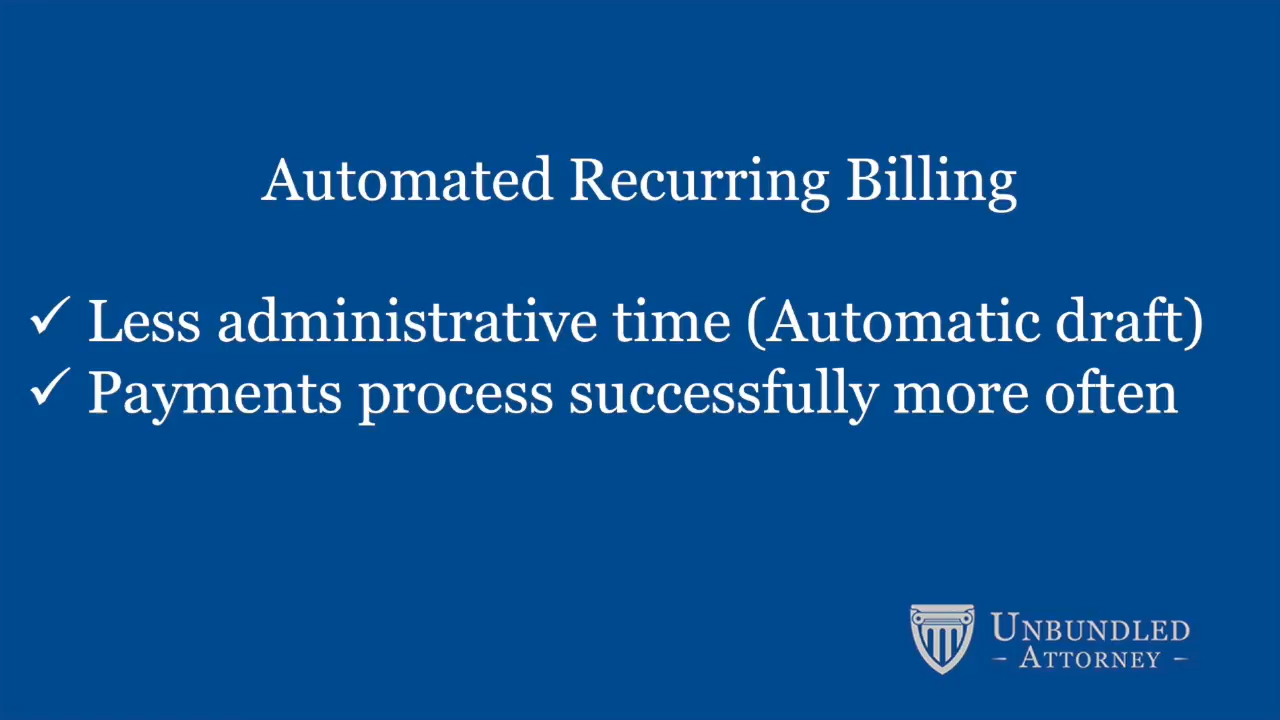 Automated Recurring Billing
✓ Less administrative time (Automatic draft)
✓ Payments process successfully more often
UNBUNDLED
- ATTORNEY -